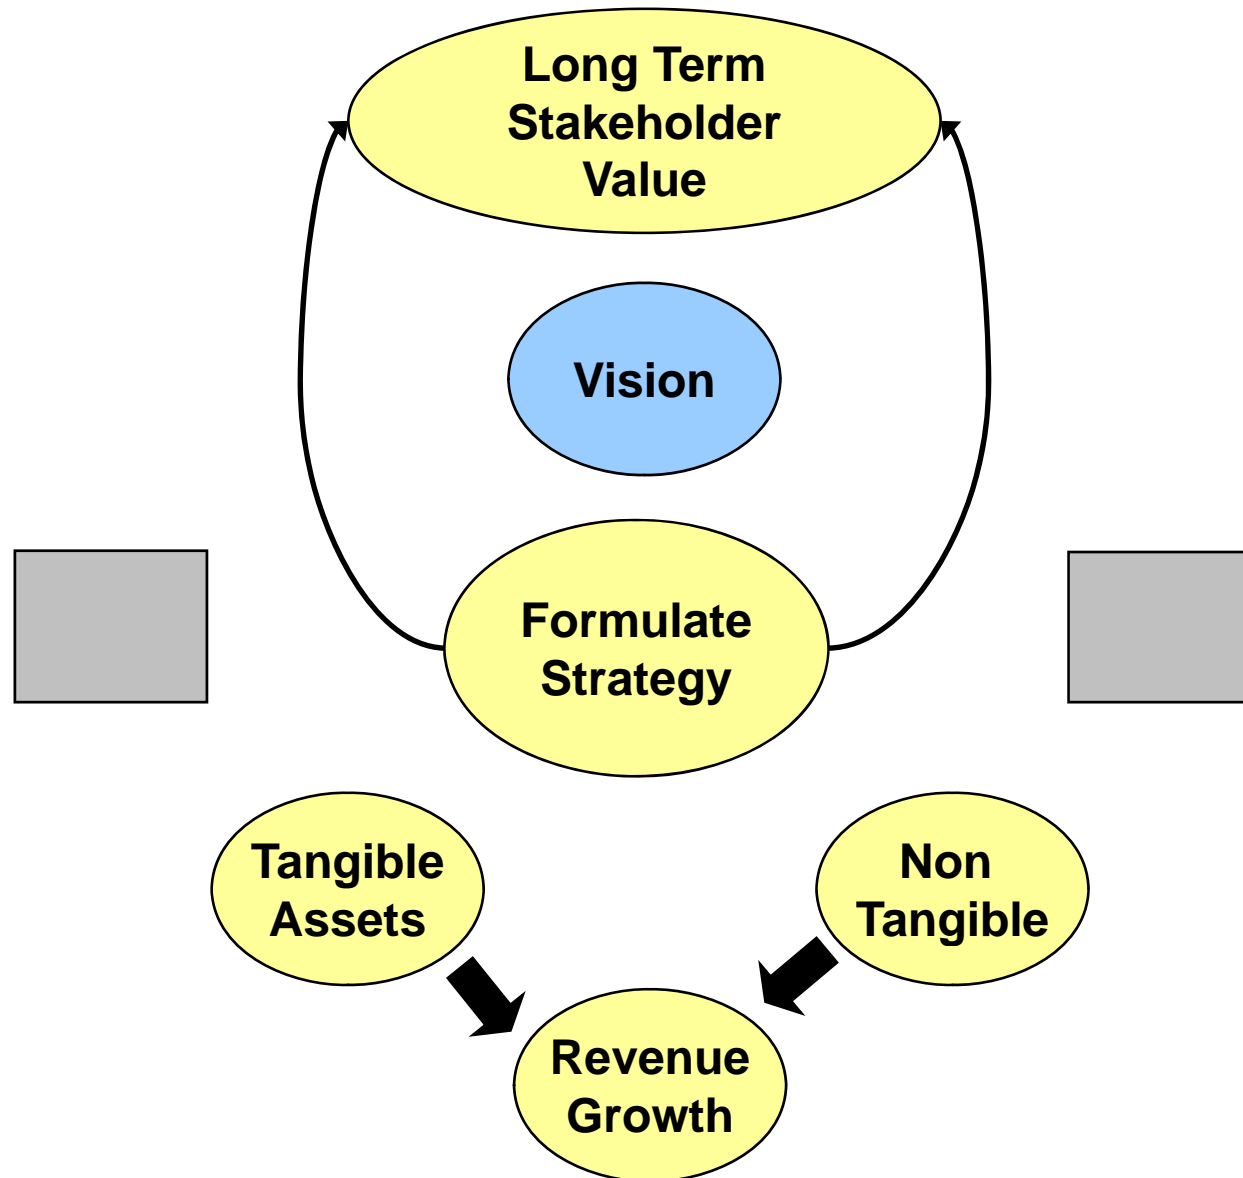 Long Term
Stakeholder
Value
Vision
Formulate
Strategy
Tangible
Assets
Non
Tangible
Revenue
Growth